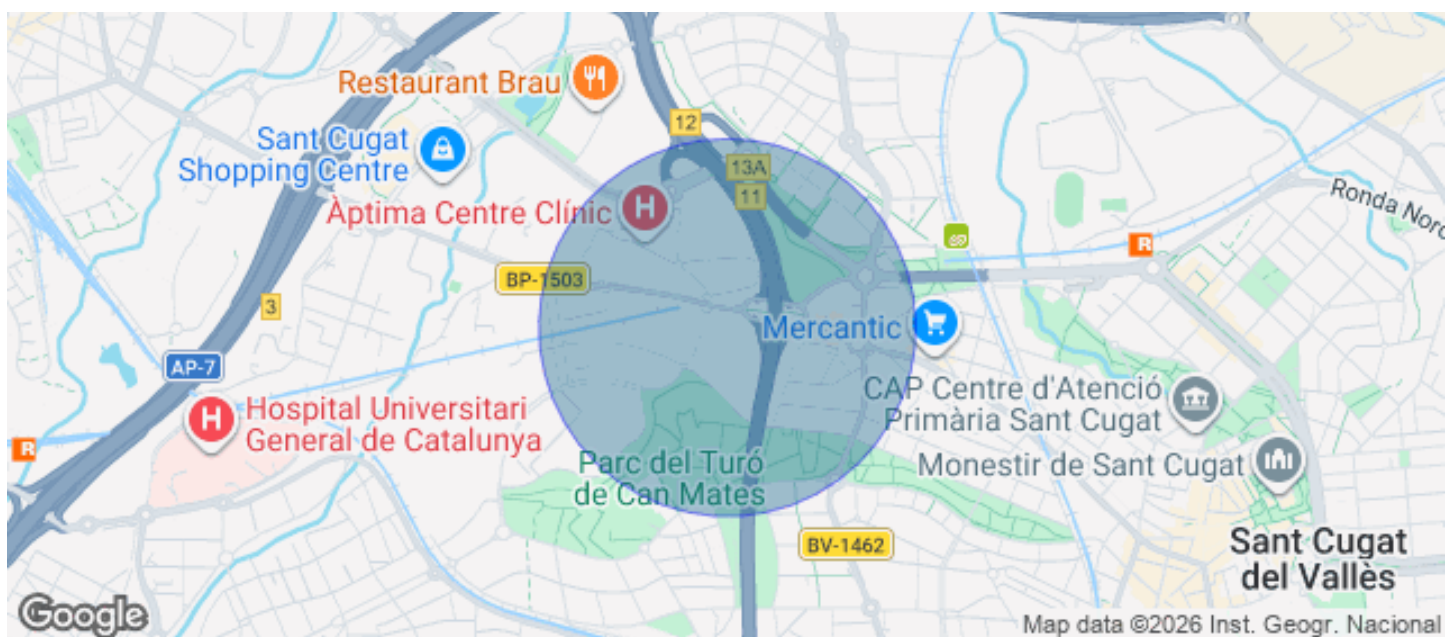 Restaurant Brau
12
Sant Cugat
Shopping Centre
13A
11
Àptima Centre Clínic
H
Ronda Nord
R
BP-1503
3
Mercantic
AP-7
CAP Centre d'Atenció
Primària Sant Cugat
H
Hospital Universitari
General de Catalunya
R
Parc del Turó
de Can Mates
Monestir de Sant Cugat
BV-1462
Sant Cugat
del Vallès
Google
Map data ©2026 Inst. Geogr. Nacional